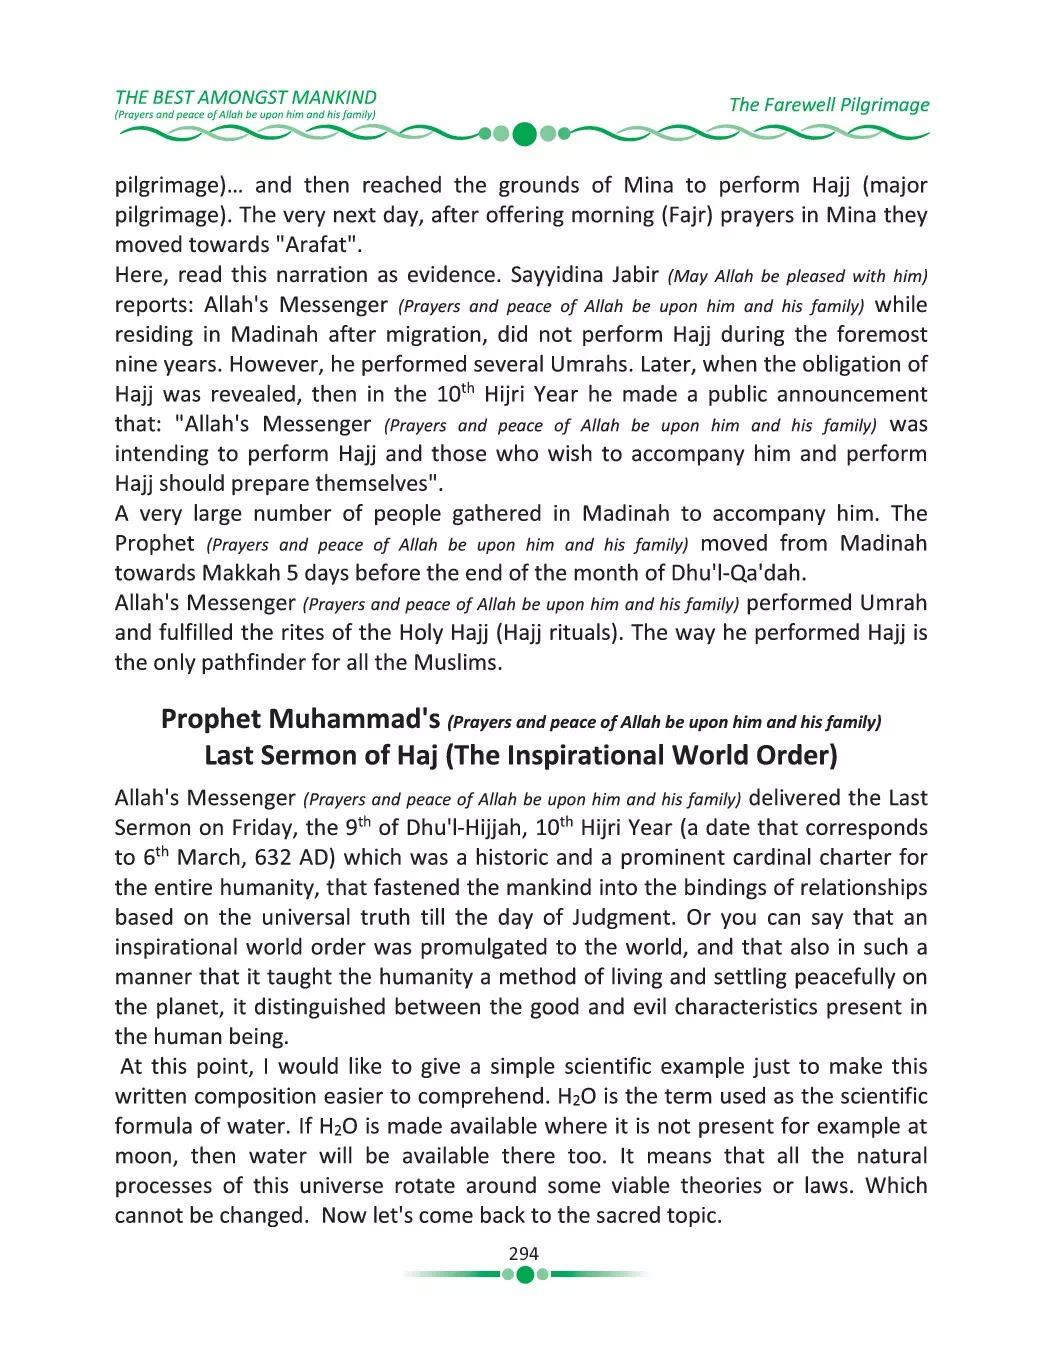 THE BEST AMONGST MANKIND
(Prayers and peace of Allah be upon him and his family)
The Farewell Pilgrimage
pilgrimage)... and then reached the grounds of Mina to perform Hajj (major
pilgrimage). The very next day, after offering morning (Fajr) prayers in Mina they
moved towards "Arafat".
Here, read this narration as evidence. Sayyidina Jabir (May Allah be pleased with him)
reports: Allah's Messenger (Prayers and peace of Allah be upon him and his family) while
residing in Madinah after migration, did not perform Hajj during the foremost
nine years. However, he performed several Umrahs. Later, when the obligation of
Hajj was revealed, then in the 10th Hijri Year he made a public announcement
that: "Allah's Messenger (Prayers and peace of Allah be upon him and his family) was
intending to perform Hajj and those who wish to accompany him and perform
Hajj should prepare themselves".
A very large number of people gathered in Madinah to accompany him. The
Prophet (Prayers and peace of Allah be upon him and his family) moved from Madinah
towards Makkah 5 days before the end of the month of Dhu'l-Qa'dah.
Allah's Messenger (Prayers and peace of Allah be upon him and his family) performed Umrah
and fulfilled the rites of the Holy Hajj (Hajj rituals). The way he performed Hajj is
the only pathfinder for all the Muslims.
Prophet Muhammad's (Prayers and peace of Allah be upon him and his family)
Last Sermon of Haj (The Inspirational World Order)
Allah's Messenger (Prayers and peace of Allah be upon him and his family) delivered the Last
Sermon on Friday, the 9th of Dhu'l-Hijjah, 10th Hijri Year (a date that corresponds
to 6th March, 632 AD) which was a historic and a prominent cardinal charter for
the entire humanity, that fastened the mankind into the bindings of relationships
based on the universal truth till the day of Judgment. Or you can say that an
inspirational world order was promulgated to the world, and that also in such a
manner that it taught the humanity a method of living and settling peacefully on
the planet, it distinguished between the good and evil characteristics present in
the human being.
At this point, I would like to give a simple scientific example just to make this
written composition easier to comprehend. H₂O is the term used as the scientific
formula of water. If H₂O is made available where it is not present for example at
moon, then water will be available there too. It means that all the natural
processes of this universe rotate around some viable theories or laws. Which
cannot be changed. Now let's come back to the sacred topic.
294